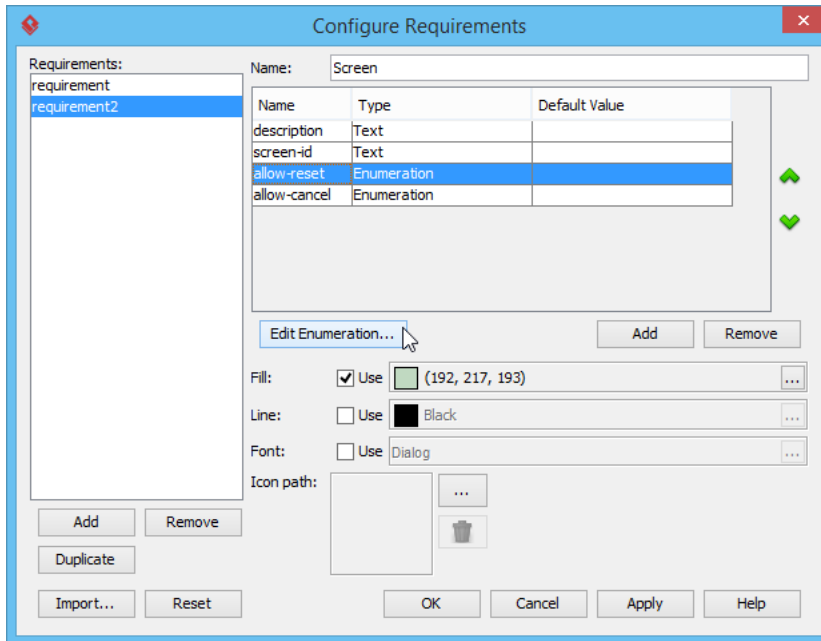 Configure Requirements
Requirements:
requirement
requirement2
Name: Screen
Name Type Default Value
description Text
screen-id Text
allow-reset Enumeration
allow-cancel Enumeration
Edit Enumeration... Add Remove
Fill: Use (192, 217, 193) ...
Line: Use Black ...
Font: Use Dialog ...
Icon path: ...
Add Remove
Duplicate
Import... Reset OK Cancel Apply Help